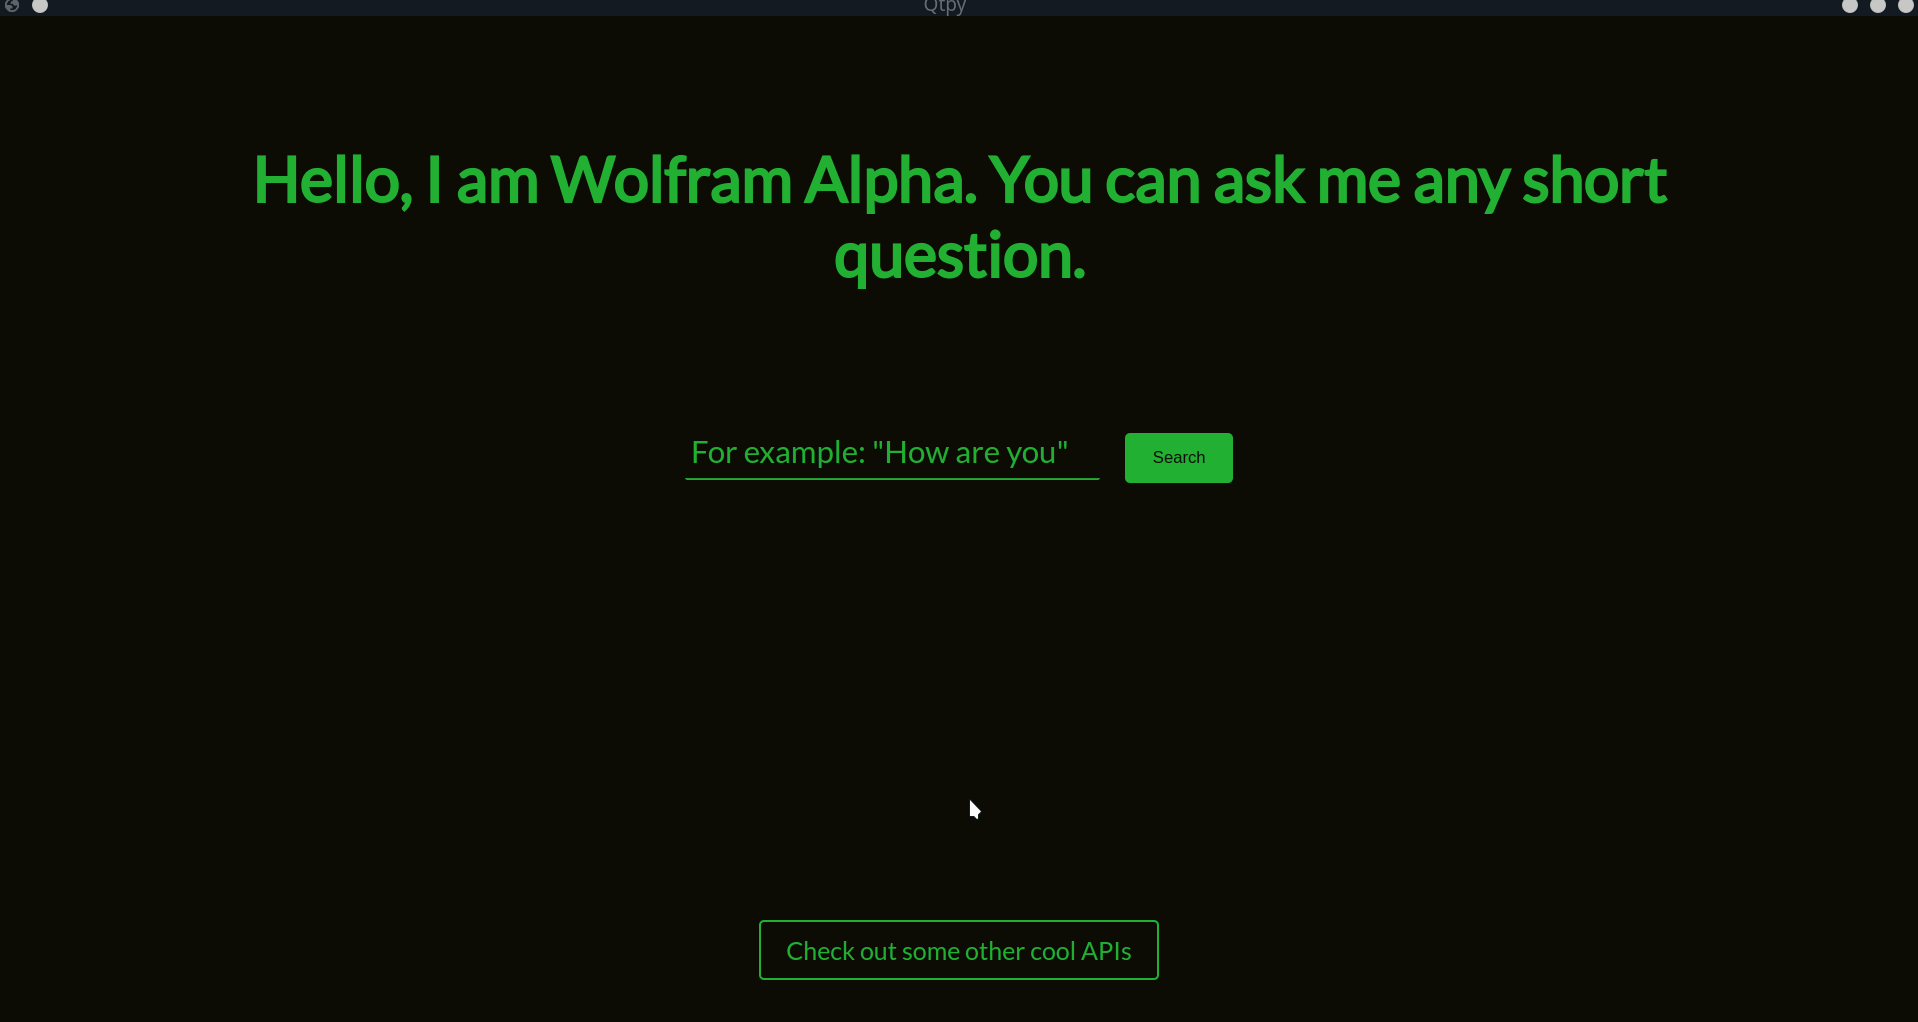 Qtpy
Hello, I am Wolfram Alpha. You can ask me any short
question.
For example: "How are you"
Search
Check out some other cool APIs